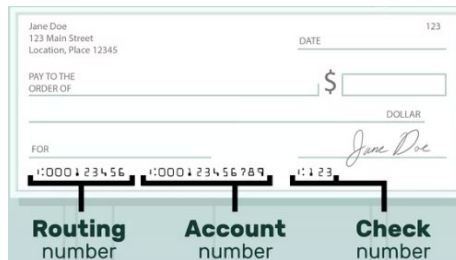 Jane Doe
123 Main Street
Location, Place 12345
123
DATE
PAY TO THE
ORDER OF
$
DOLLAR
FOR
Jane Doe
⑆000123456 ⑆000123456789 ⑆123
Routing number
Account number
Check number